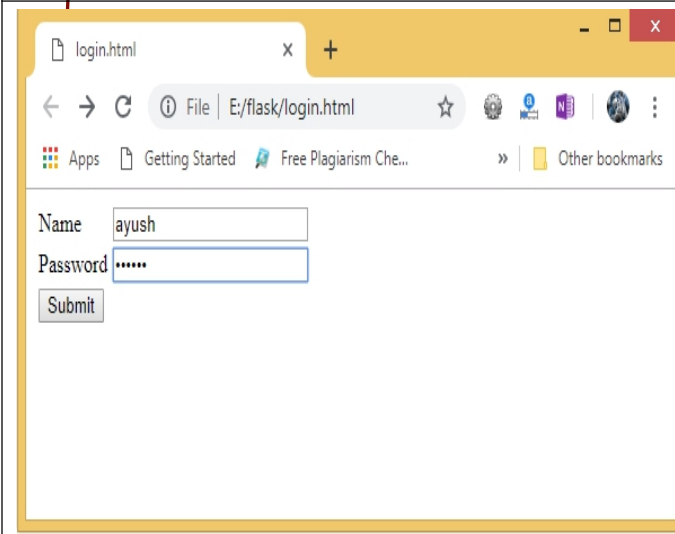 login.html
File E:/flask/login.html
Apps Getting Started Free Plagiarism Che... » Other bookmarks
Name ayush
Password ••••••
Submit